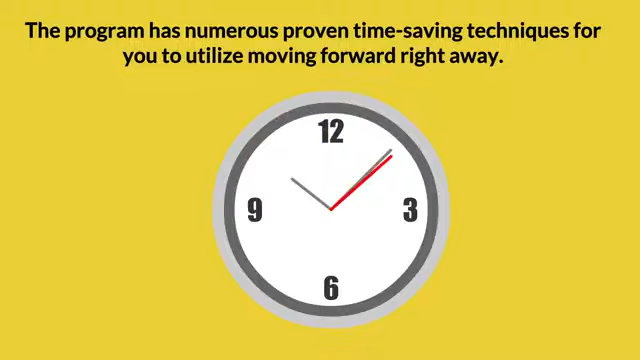 The program has numerous proven time-saving techniques for
you to utilize moving forward right away.
12
9
3
6